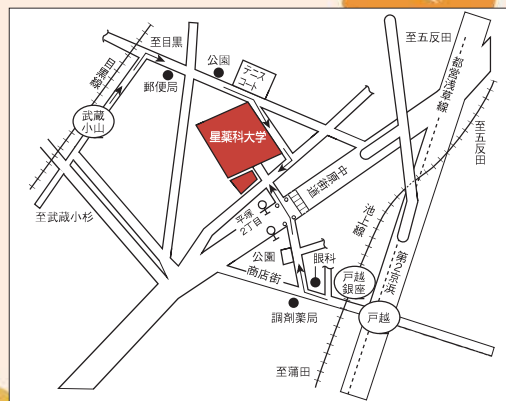 至目黒
公園
テニス
コート
至五反田
目黒線
郵便局
都営浅草線
至五反田
武蔵
小山
星薬科大学
中原街道
至武蔵小杉
平塚
2丁目
池上線
公園
眼科
商店街
戸越
銀座
第2京浜
調剤薬局
戸越
至蒲田